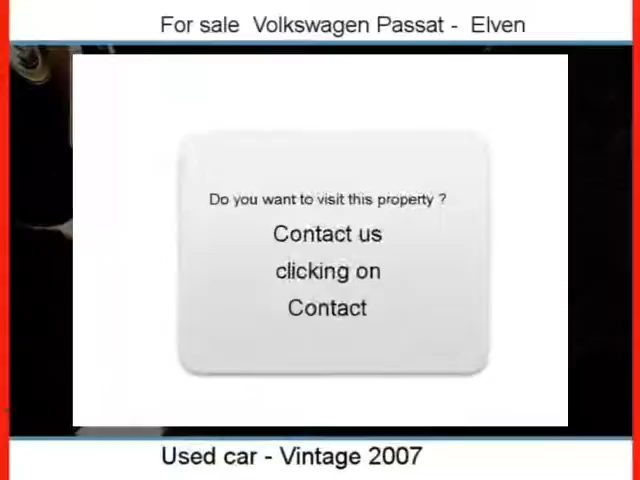 For sale Volkswagen Passat - Elven
Do you want to visit this property ?
Contact us
clicking on
Contact
Used car - Vintage 2007